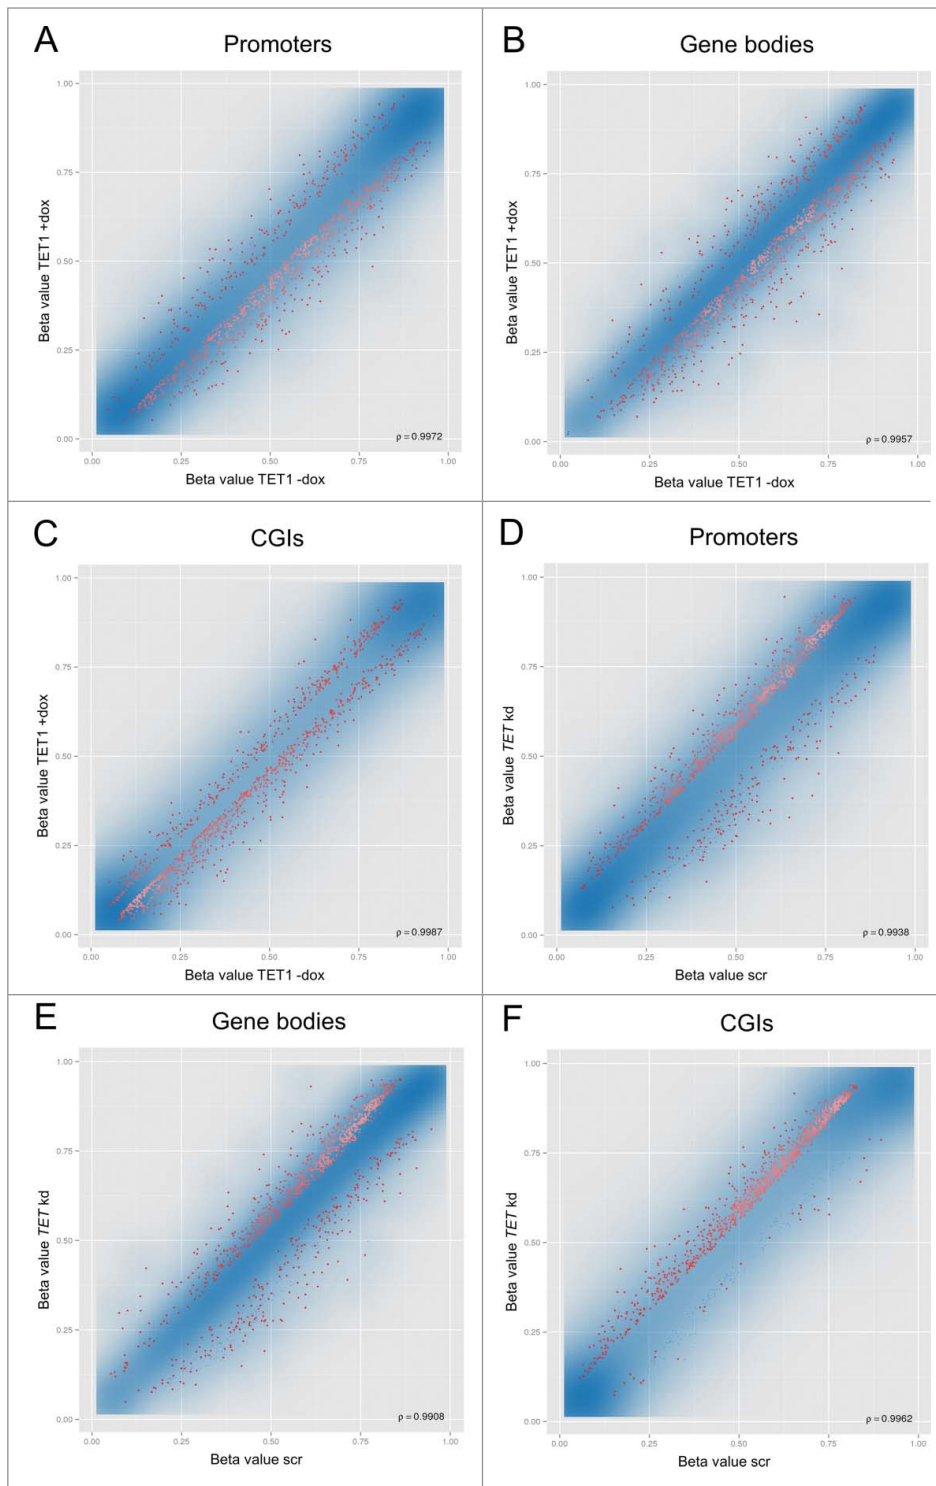 A
Promoters
1.00
0.75
0.50
0.25
0.00
Beta value TET1 +dox
ρ = 0.9972
0.00 0.25 0.50 0.75 1.00
Beta value TET1 -dox
B
Gene bodies
1.00
0.75
0.50
0.25
0.00
Beta value TET1 +dox
ρ = 0.9957
0.00 0.25 0.50 0.75 1.00
Beta value TET1 -dox
C
CGIs
1.00
0.75
0.50
0.25
0.00
Beta value TET1 +dox
ρ = 0.9987
0.00 0.25 0.50 0.75 1.00
Beta value TET1 -dox
D
Promoters
1.00
0.75
0.50
0.25
0.00
Beta value TET kd
ρ = 0.9938
0.00 0.25 0.50 0.75 1.00
Beta value scr
E
Gene bodies
1.00
0.75
0.50
0.25
0.00
Beta value TET kd
ρ = 0.9908
0.00 0.25 0.50 0.75 1.00
Beta value scr
F
CGIs
1.00
0.75
0.50
0.25
0.00
Beta value TET kd
ρ = 0.9962
0.00 0.25 0.50 0.75 1.00
Beta value scr